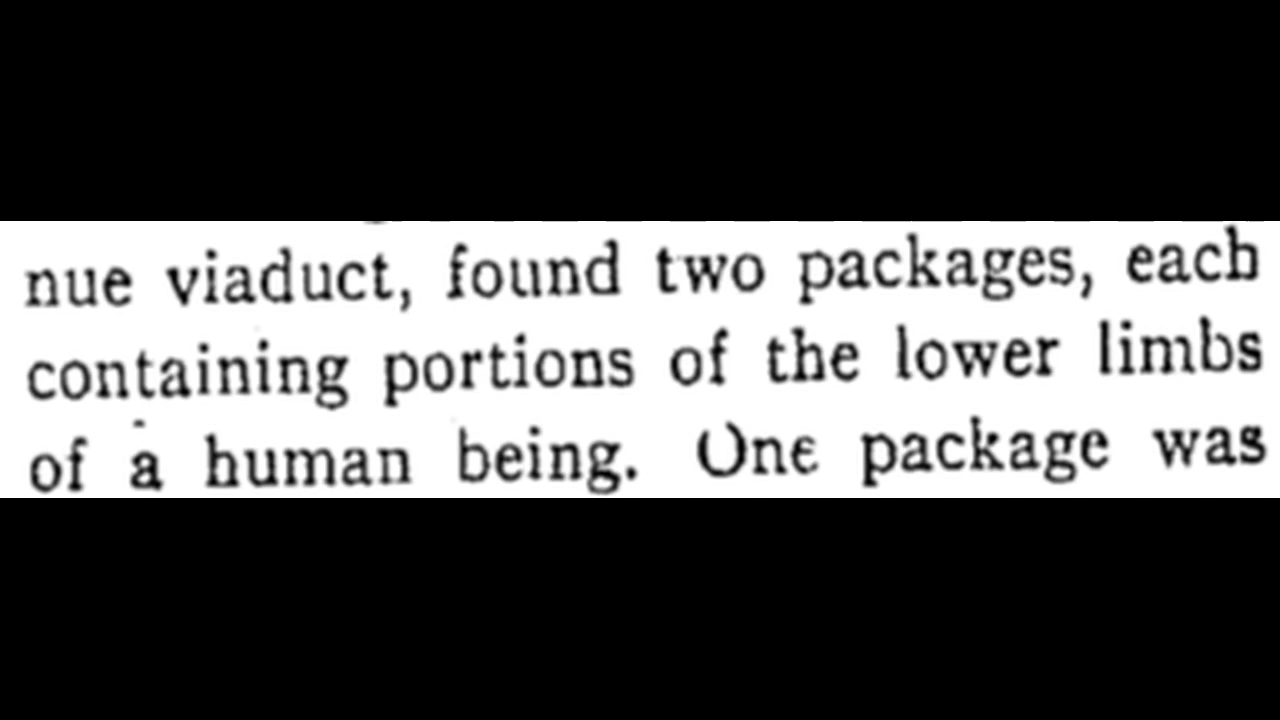 nue viaduct, found two packages, each
containing portions of the lower limbs
of a human being. One package was